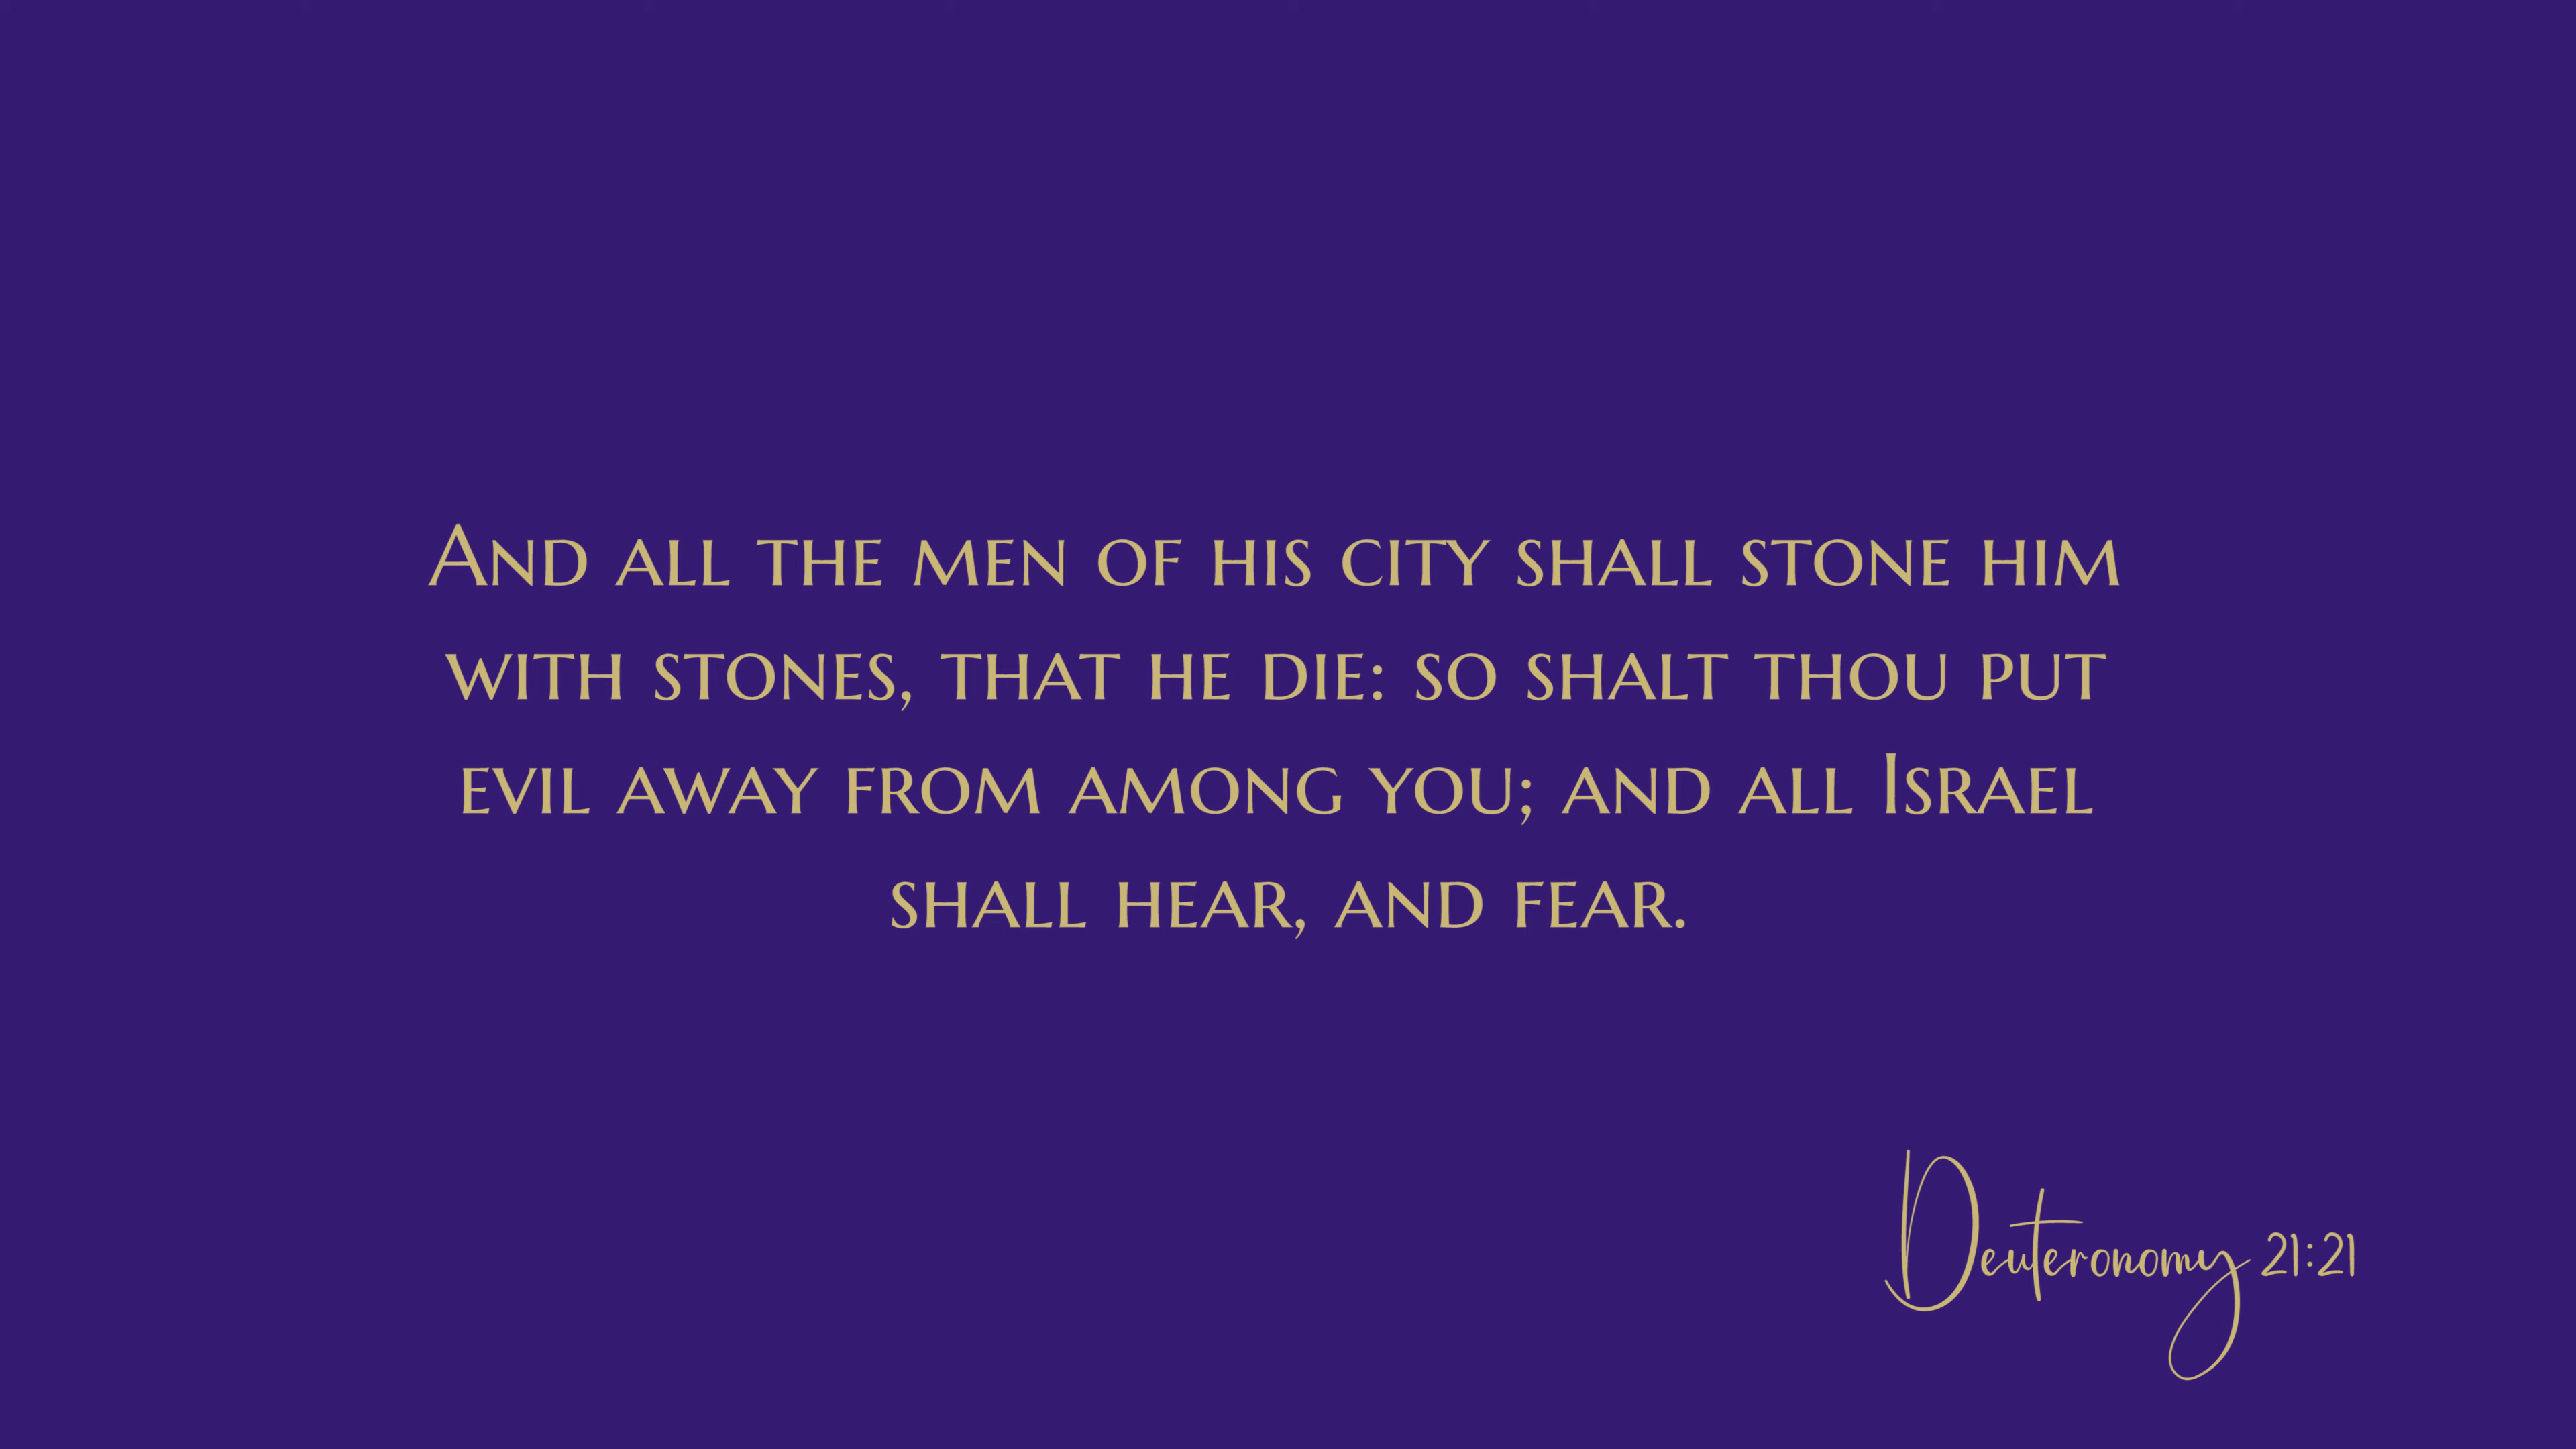 And all the men of his city shall stone him
with stones, that he die: so shalt thou put
evil away from among you; and all Israel
shall hear, and fear.
Deuteronomy 21:21